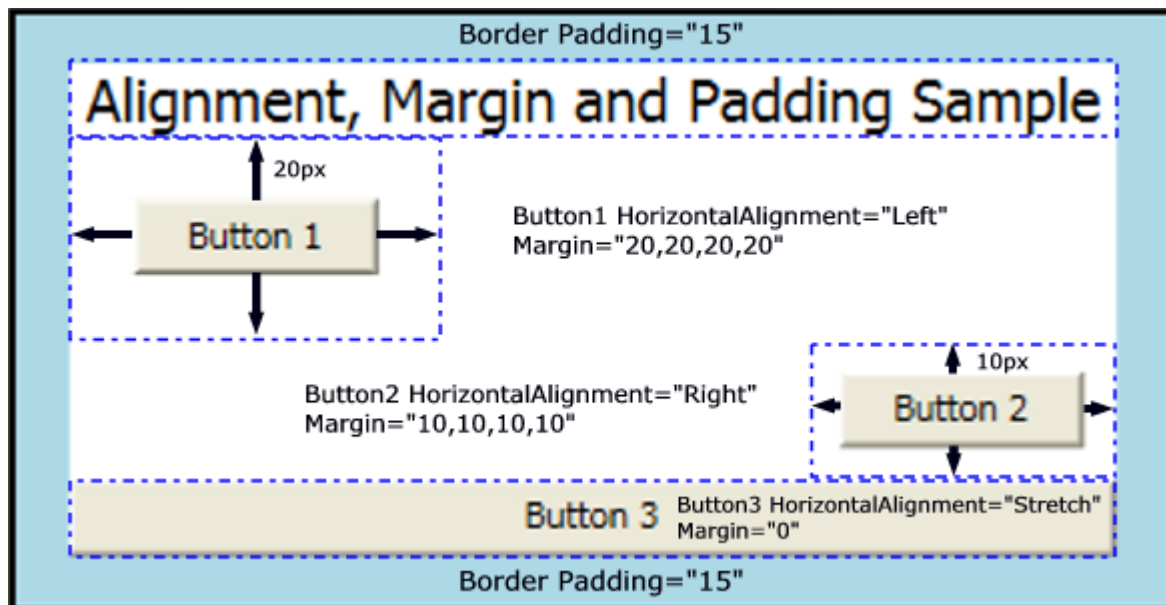 Border Padding="15"
Alignment, Margin and Padding Sample
20px
Button 1
Button1 HorizontalAlignment="Left"
Margin="20,20,20,20"
10px
Button2 HorizontalAlignment="Right"
Margin="10,10,10,10"
Button 2
Button 3
Button3 HorizontalAlignment="Stretch"
Margin="0"
Border Padding="15"